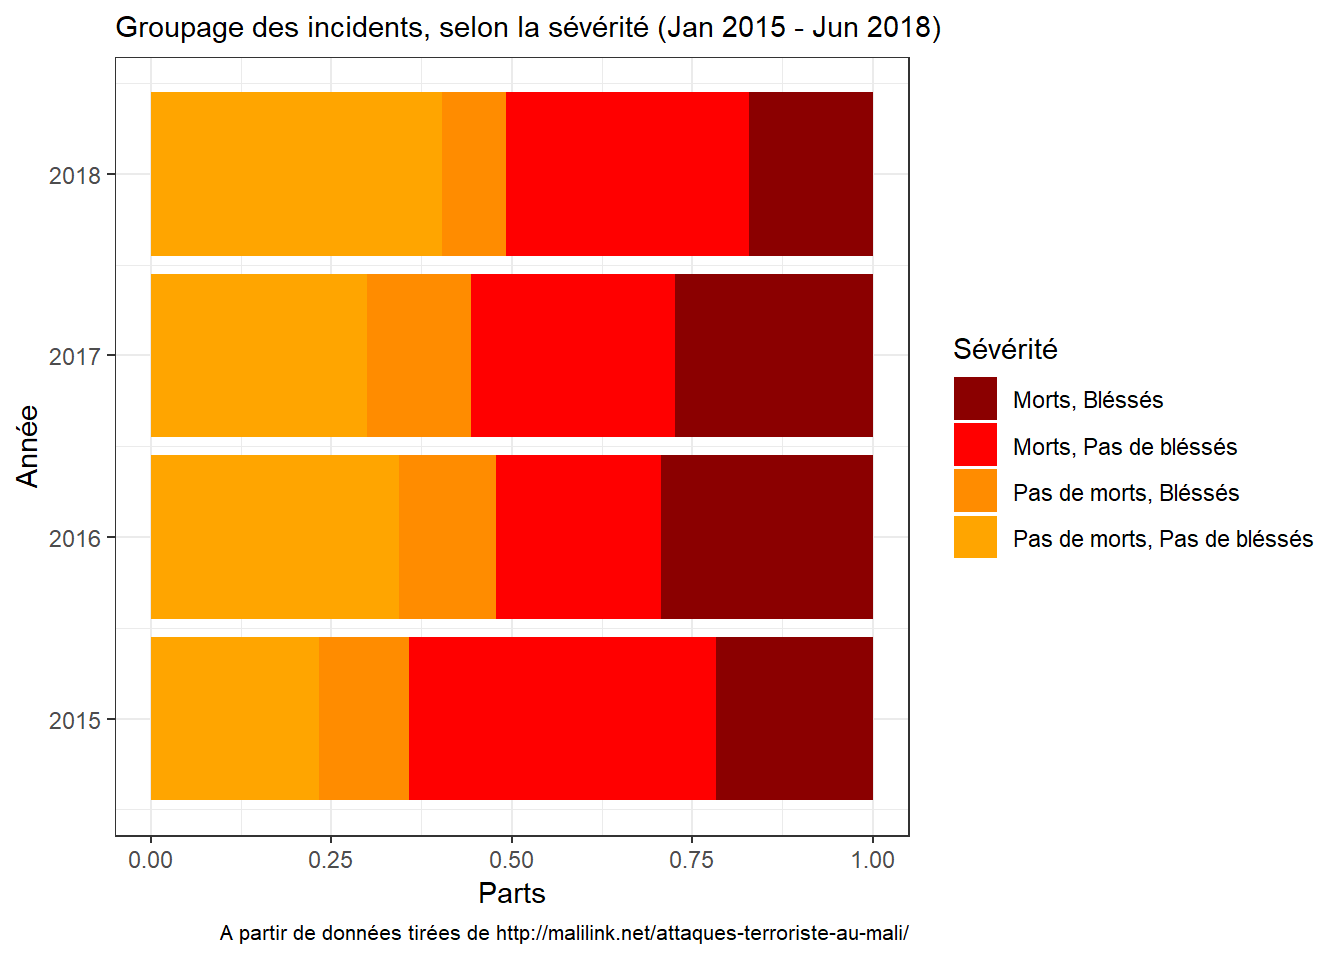 Groupage des incidents, selon la sévérité (Jan 2015 - Jun 2018)
2018
2017
2016
2015
Année
0.00 0.25 0.50 0.75 1.00
Parts
A partir de données tirées de http://malilink.net/attaques-terroriste-au-mali/
Sévérité
Morts, Bléssés
Morts, Pas de bléssés
Pas de morts, Bléssés
Pas de morts, Pas de bléssés